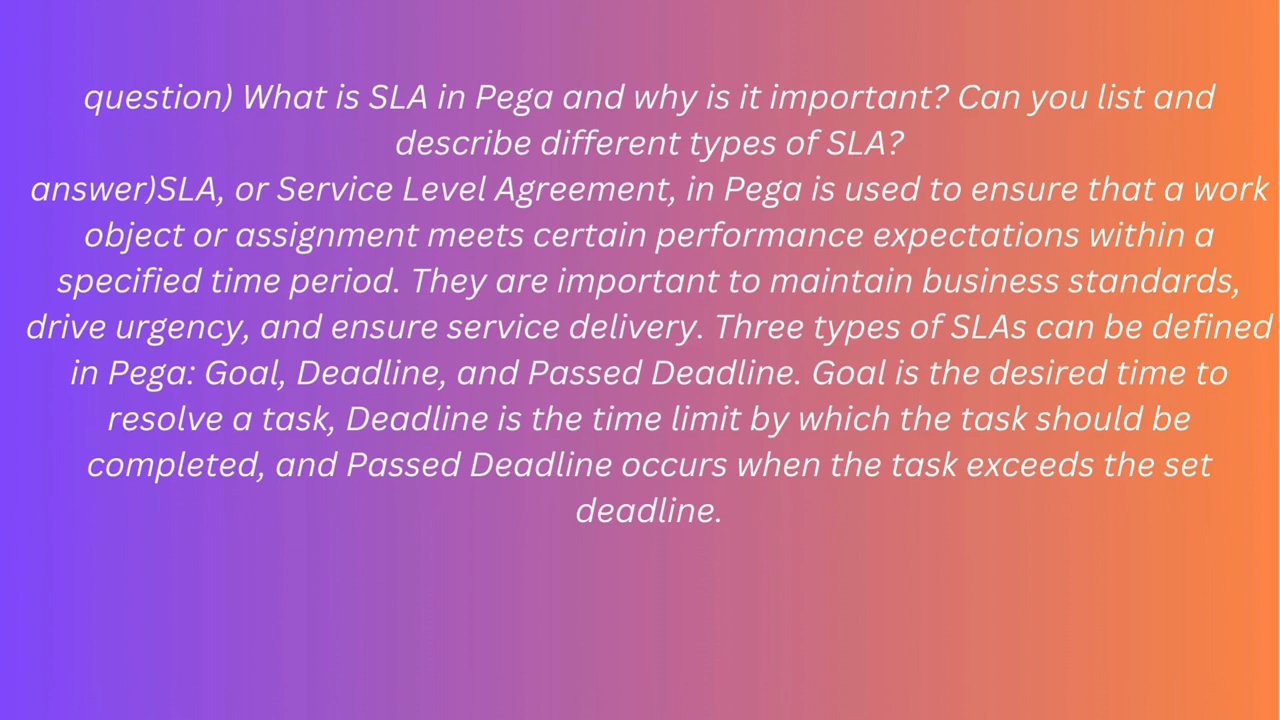 question) What is SLA in Pega and why is it important? Can you list and
describe different types of SLA?
answer)SLA, or Service Level Agreement, in Pega is used to ensure that a work
object or assignment meets certain performance expectations within a
specified time period. They are important to maintain business standards,
drive urgency, and ensure service delivery. Three types of SLAs can be defined
in Pega: Goal, Deadline, and Passed Deadline. Goal is the desired time to
resolve a task, Deadline is the time limit by which the task should be
completed, and Passed Deadline occurs when the task exceeds the set
deadline.